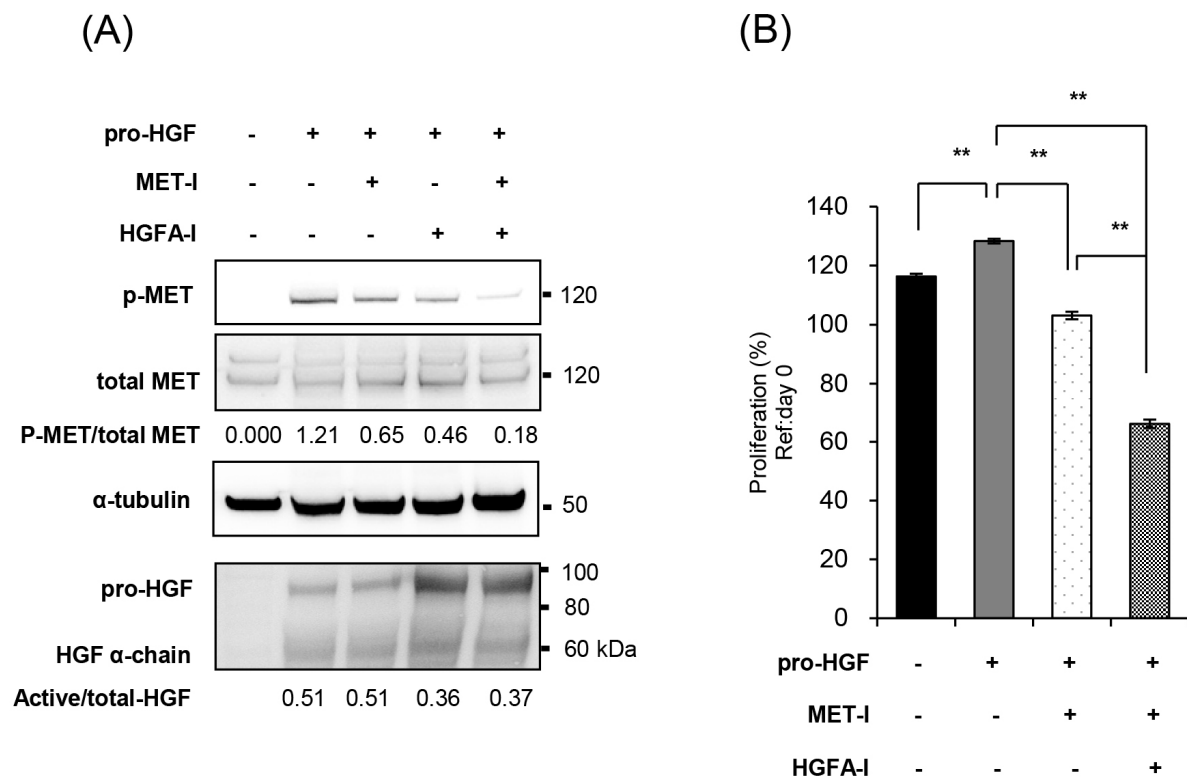 (A)
pro-HGF - + + + +
MET-I - - + - +
HGFA-I - - - + +
p-MET 120
total MET 120
P-MET/total MET 0.000 1.21 0.65 0.46 0.18
α-tubulin 50
pro-HGF 100
80
HGF α-chain 60 kDa
Active/total-HGF 0.51 0.51 0.36 0.37
(B)
**
** **
**
Proliferation (%)
Ref:day 0
140
120
100
80
60
40
20
0
pro-HGF - + + +
MET-I - - + +
HGFA-I - - - +